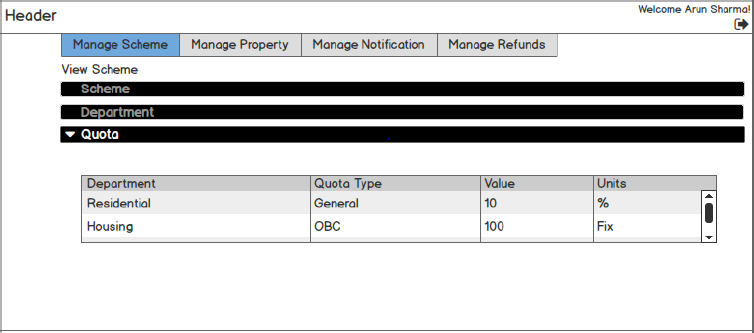 Header
Welcome Arun Sharma!
Manage Scheme Manage Property Manage Notification Manage Refunds
View Scheme
Scheme
Department
Quota
Department Quota Type Value Units
Residential General 10 %
Housing OBC 100 Fix